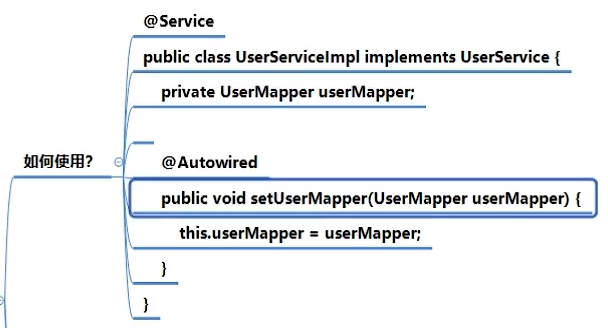 @Service
public class UserServiceImpl implements UserService {
private UserMapper userMapper;
如何使用?
@Autowired
public void setUserMapper(UserMapper userMapper) {
this.userMapper = userMapper;
}
}